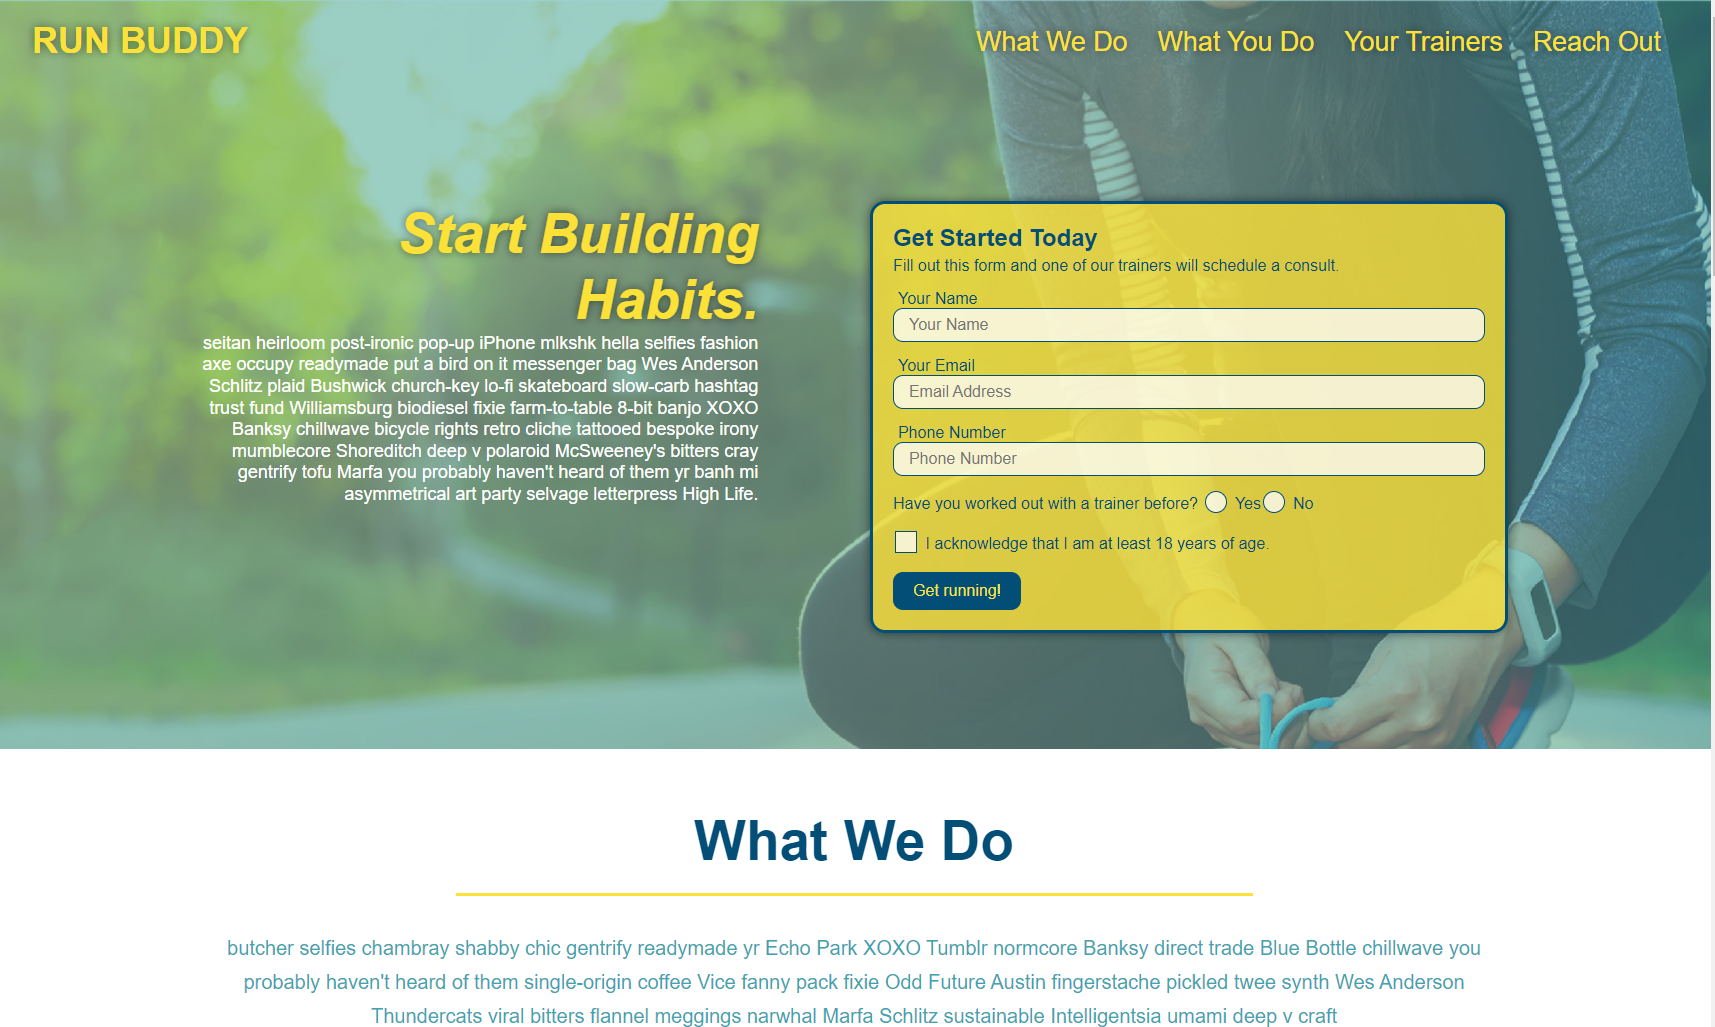 RUN BUDDY
What We Do What You Do Your Trainers Reach Out
Start Building
Habits.
seitan heirloom post-ironic pop-up iPhone mlkshk hella selfies fashion
axe occupy readymade put a bird on it messenger bag Wes Anderson
Schlitz plaid Bushwick church-key lo-fi skateboard slow-carb hashtag
trust fund Williamsburg biodiesel fixie farm-to-table 8-bit banjo XOXO
Banksy chillwave bicycle rights retro cliche tattooed bespoke irony
mumblecore Shoreditch deep v polaroid McSweeney's bitters cray
gentrify tofu Marfa you probably haven't heard of them yr banh mi
asymmetrical art party selvage letterpress High Life.
Get Started Today
Fill out this form and one of our trainers will schedule a consult.
Your Name
Your Name
Your Email
Email Address
Phone Number
Phone Number
Have you worked out with a trainer before? Yes No
I acknowledge that I am at least 18 years of age.
Get running!
What We Do
butcher selfies chambray shabby chic gentrify readymade yr Echo Park XOXO Tumblr normcore Banksy direct trade Blue Bottle chillwave you
probably haven't heard of them single-origin coffee Vice fanny pack fixie Odd Future Austin fingerstache pickled twee synth Wes Anderson
Thundercats viral bitters flannel meggings narwhal Marfa Schlitz sustainable Intelligentsia umami deep v craft